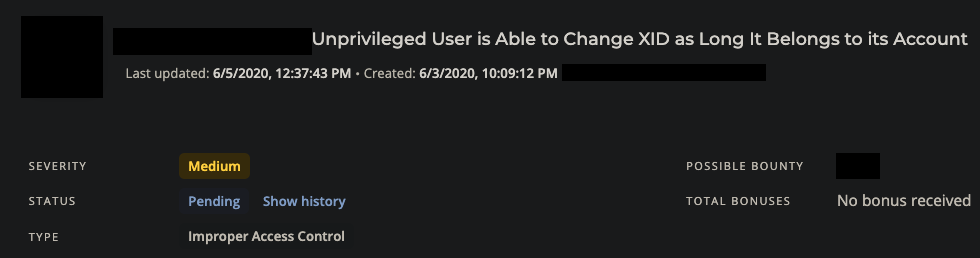 Unprivileged User is Able to Change XID as Long It Belongs to its Account
Last updated: 6/5/2020, 12:37:43 PM • Created: 6/3/2020, 10:09:12 PM
SEVERITY Medium POSSIBLE BOUNTY
STATUS Pending Show history TOTAL BONUSES No bonus received
TYPE Improper Access Control